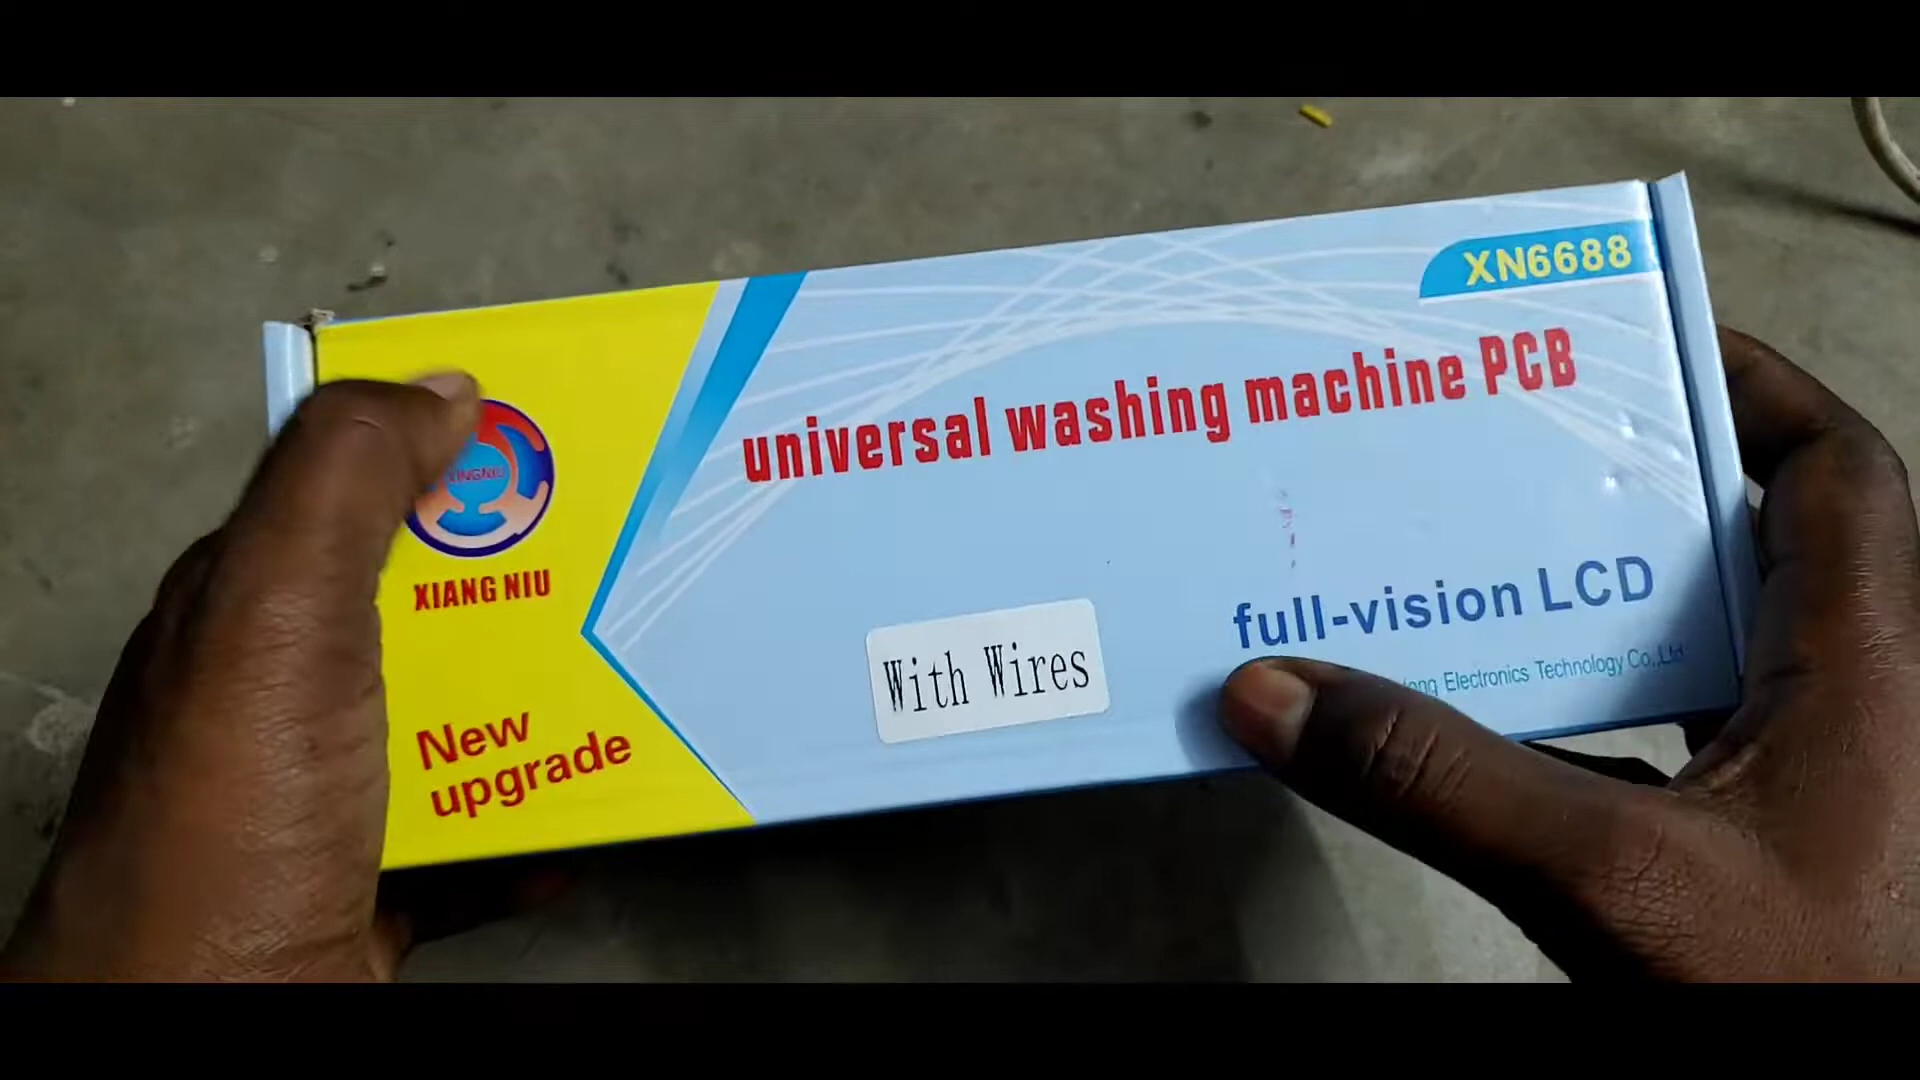 XN6688
universal washing machine PCB
XIANG NIU
full-vision LCD
With Wires
Electronics Technology Co.,Ltd
New
upgrade